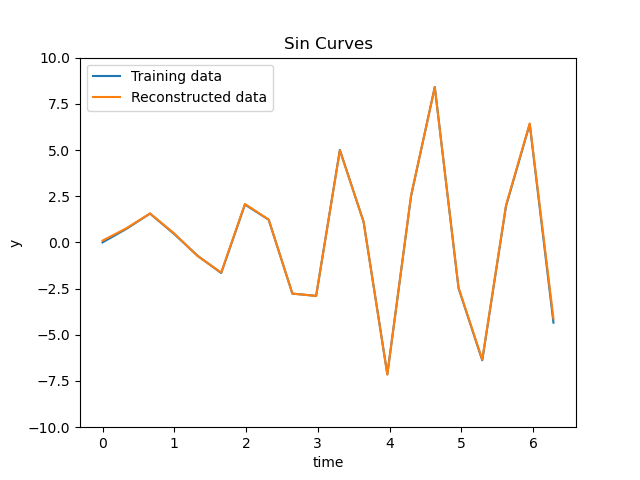 Sin Curves
Training data
Reconstructed data
10.0
7.5
5.0
2.5
0.0
−2.5
−5.0
−7.5
−10.0
y
0 1 2 3 4 5 6
time